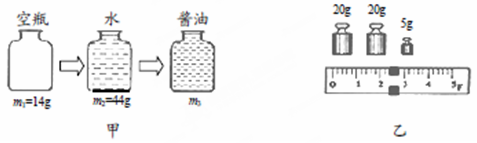 空瓶 水 酱油
m₁=14g m₂=44g m₃
甲
20g 20g 5g
0 1 2 3 4 5g
乙